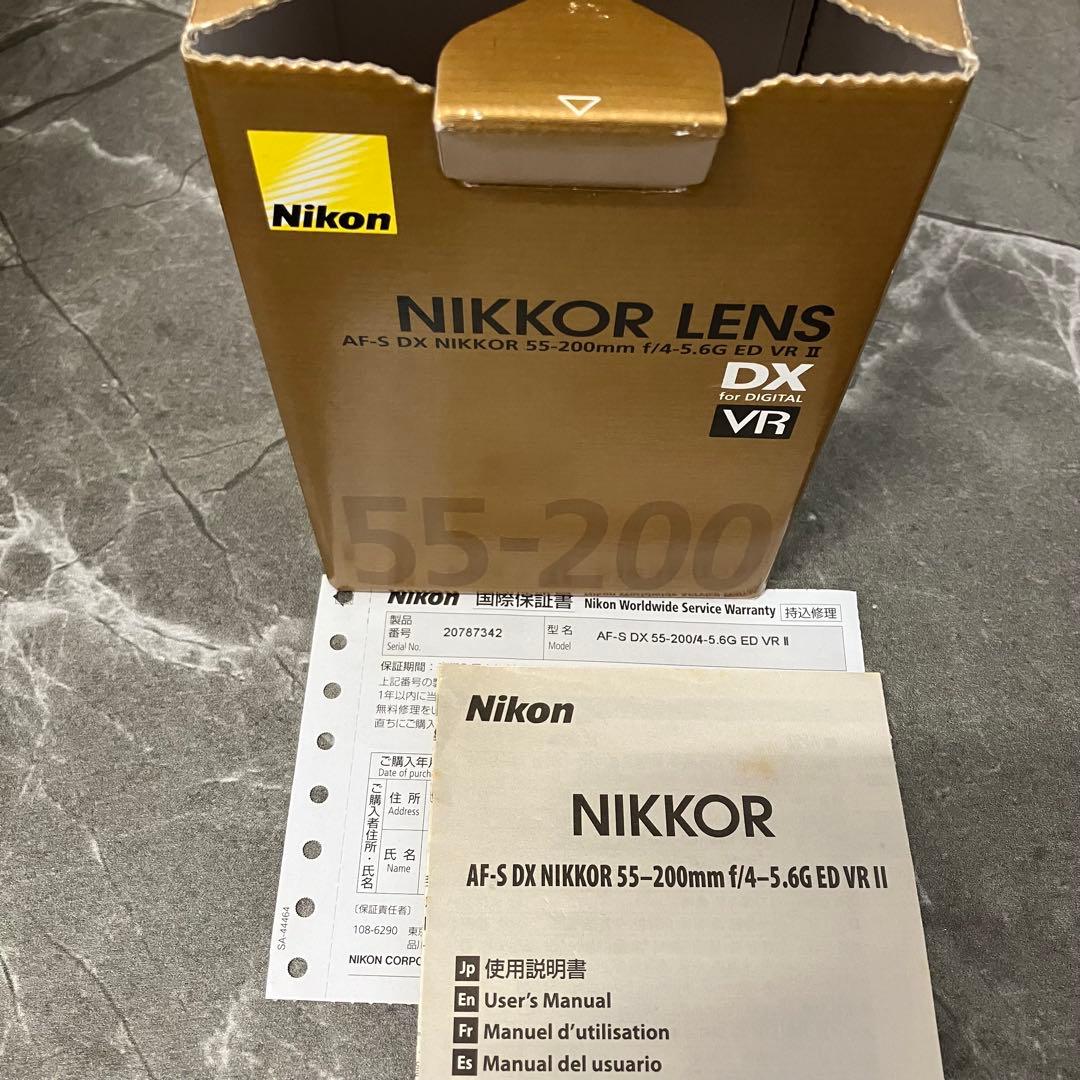 Nikon
NIKKOR LENS
AF-S DX NIKKOR 55-200mm f/4-5.6G ED VR II
DX
for DIGITAL
VR
55-200
Nikon 国際保証書 Nikon Worldwide Service Warranty 持込修理
製品番号 20787342 型名 AF-S DX 55-200/4-5.6G ED VR II
Serial No. Model
保証期間:
上記番号の
1年以内に当
無料修理を
直ちにご購入
ご購入年月
Date of purch
ご購入者住所・氏名
住所
Address
氏名
Name
〔保証責任者〕
108-6290 東京
品川
NIKON CORPO
SA-44464
Nikon
NIKKOR
AF-S DX NIKKOR 55–200mm f/4–5.6G ED VR II
Jp 使用説明書
En User's Manual
Fr Manuel d'utilisation
Es Manual del usuario